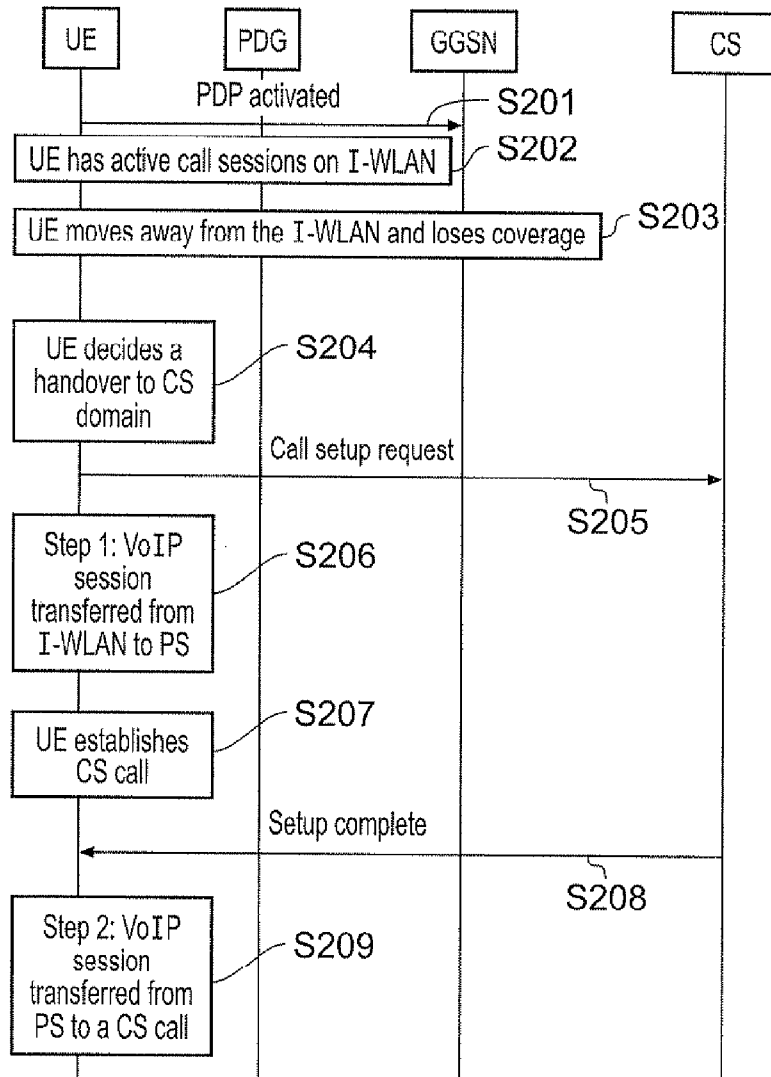 UE
PDG
GGSN
CS
PDP activated
S201
UE has active call sessions on I-WLAN
S202
UE moves away from the I-WLAN and loses coverage
S203
UE decides a
handover to CS
domain
S204
Call setup request
S205
Step 1: VoIP
session
transferred from
I-WLAN to PS
S206
UE establishes
CS call
S207
Setup complete
S208
Step 2: VoIP
session
transferred from
PS to a CS call
S209